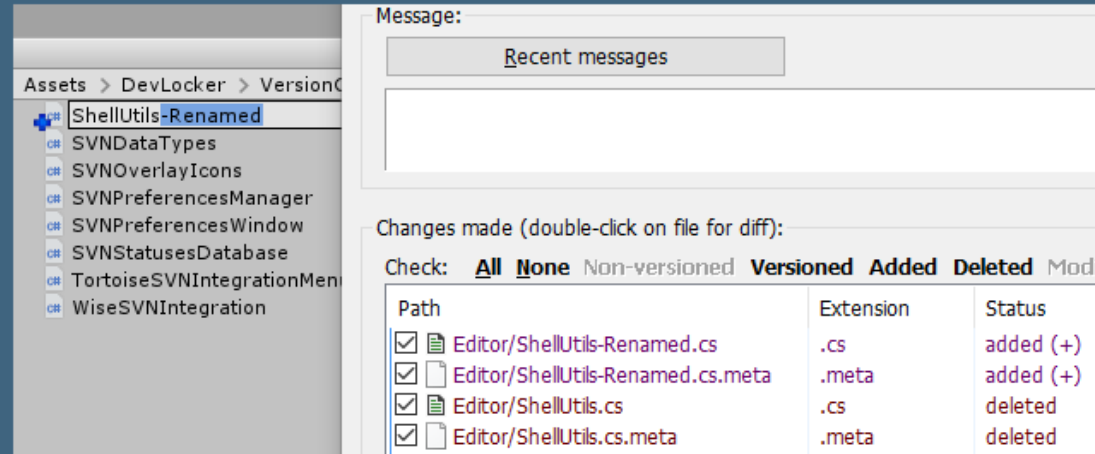 Assets > DevLocker > Version
ShellUtils-Renamed
SVNDataTypes
SVNOverlayIcons
SVNPreferencesManager
SVNPreferencesWindow
SVNStatusesDatabase
TortoiseSVNIntegrationMen
WiseSVNIntegration
Message:
Recent messages
Changes made (double-click on file for diff):
Check: All None Non-versioned Versioned Added Deleted Mod
Path Extension Status
Editor/ShellUtils-Renamed.cs .cs added (+)
Editor/ShellUtils-Renamed.cs.meta .meta added (+)
Editor/ShellUtils.cs .cs deleted
Editor/ShellUtils.cs.meta .meta deleted